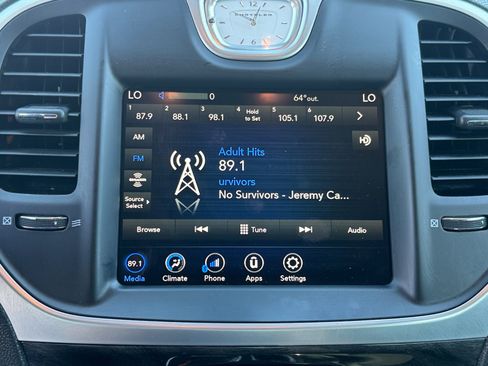 CHRYSLER
LO 0 64°out. LO
1 87.9 2 88.1 3 98.1 4 Hold to Set 5 105.1 6 107.9
AM
FM
Adult Hits
89.1
urvivors
No Survivors - Jeremy Ca...
Source Select
Browse Tune Audio
89.1
Media Climate Phone Apps Settings